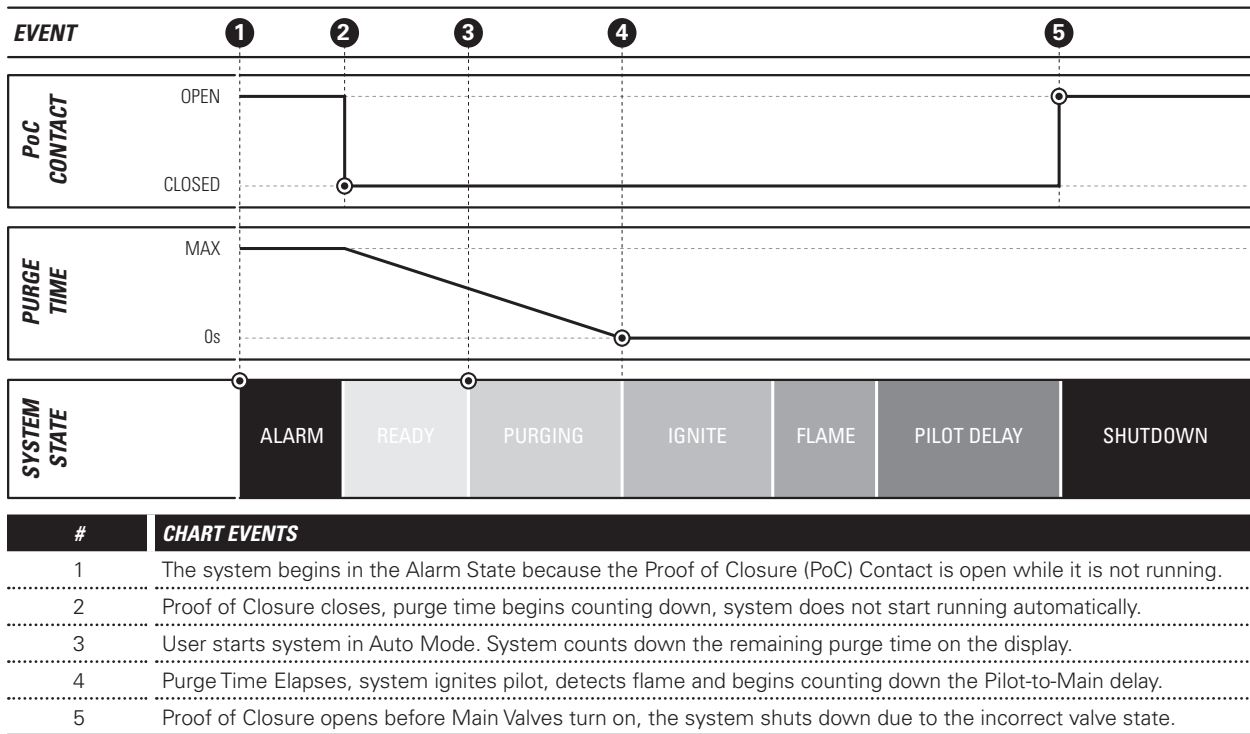 EVENT 1 2 3 4 5
PoC CONTACT
OPEN
CLOSED
PURGE TIME
MAX
0s
SYSTEM STATE
ALARM READY PURGING IGNITE FLAME PILOT DELAY SHUTDOWN
# CHART EVENTS
1 The system begins in the Alarm State because the Proof of Closure (PoC) Contact is open while it is not running.
2 Proof of Closure closes, purge time begins counting down, system does not start running automatically.
3 User starts system in Auto Mode. System counts down the remaining purge time on the display.
4 Purge Time Elapses, system ignites pilot, detects flame and begins counting down the Pilot-to-Main delay.
5 Proof of Closure opens before Main Valves turn on, the system shuts down due to the incorrect valve state.